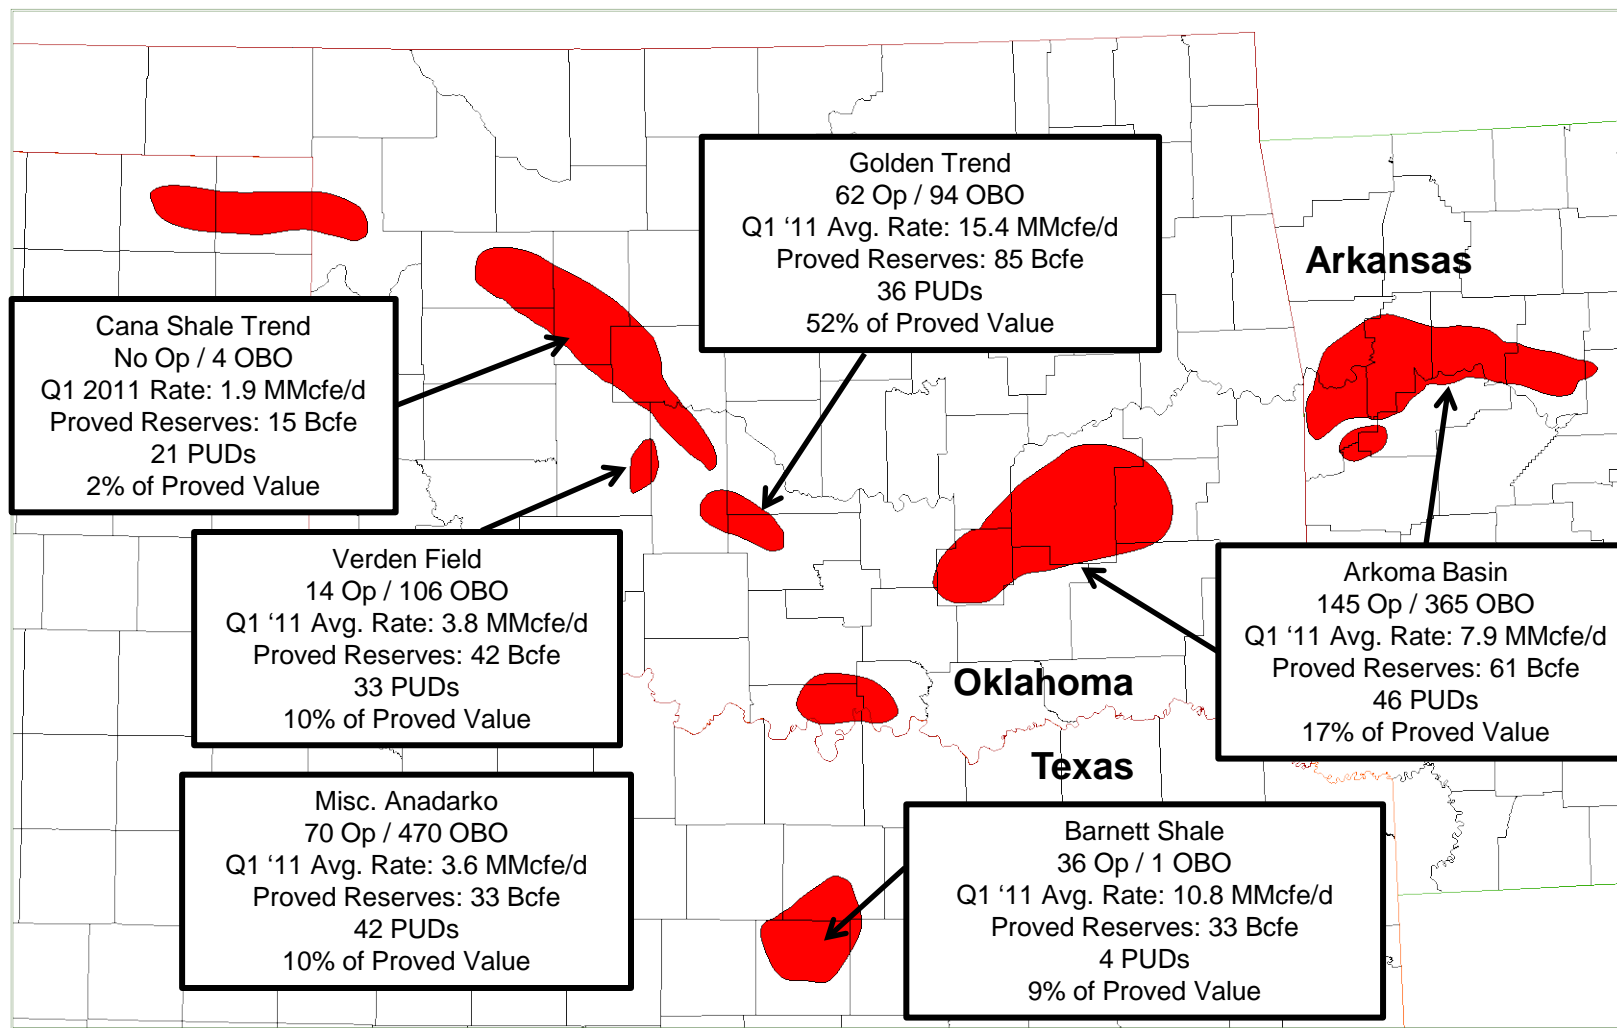 Golden Trend
62 Op / 94 OBO
Q1 ‘11 Avg. Rate: 15.4 MMcfe/d
Proved Reserves: 85 Bcfe
36 PUDs
52% of Proved Value
Arkansas
Cana Shale Trend
No Op / 4 OBO
Q1 2011 Rate: 1.9 MMcfe/d
Proved Reserves: 15 Bcfe
21 PUDs
2% of Proved Value
Verden Field
14 Op / 106 OBO
Q1 ‘11 Avg. Rate: 3.8 MMcfe/d
Proved Reserves: 42 Bcfe
33 PUDs
10% of Proved Value
Arkoma Basin
145 Op / 365 OBO
Q1 ‘11 Avg. Rate: 7.9 MMcfe/d
Proved Reserves: 61 Bcfe
46 PUDs
17% of Proved Value
Oklahoma
Texas
Misc. Anadarko
70 Op / 470 OBO
Q1 ‘11 Avg. Rate: 3.6 MMcfe/d
Proved Reserves: 33 Bcfe
42 PUDs
10% of Proved Value
Barnett Shale
36 Op / 1 OBO
Q1 ‘11 Avg. Rate: 10.8 MMcfe/d
Proved Reserves: 33 Bcfe
4 PUDs
9% of Proved Value